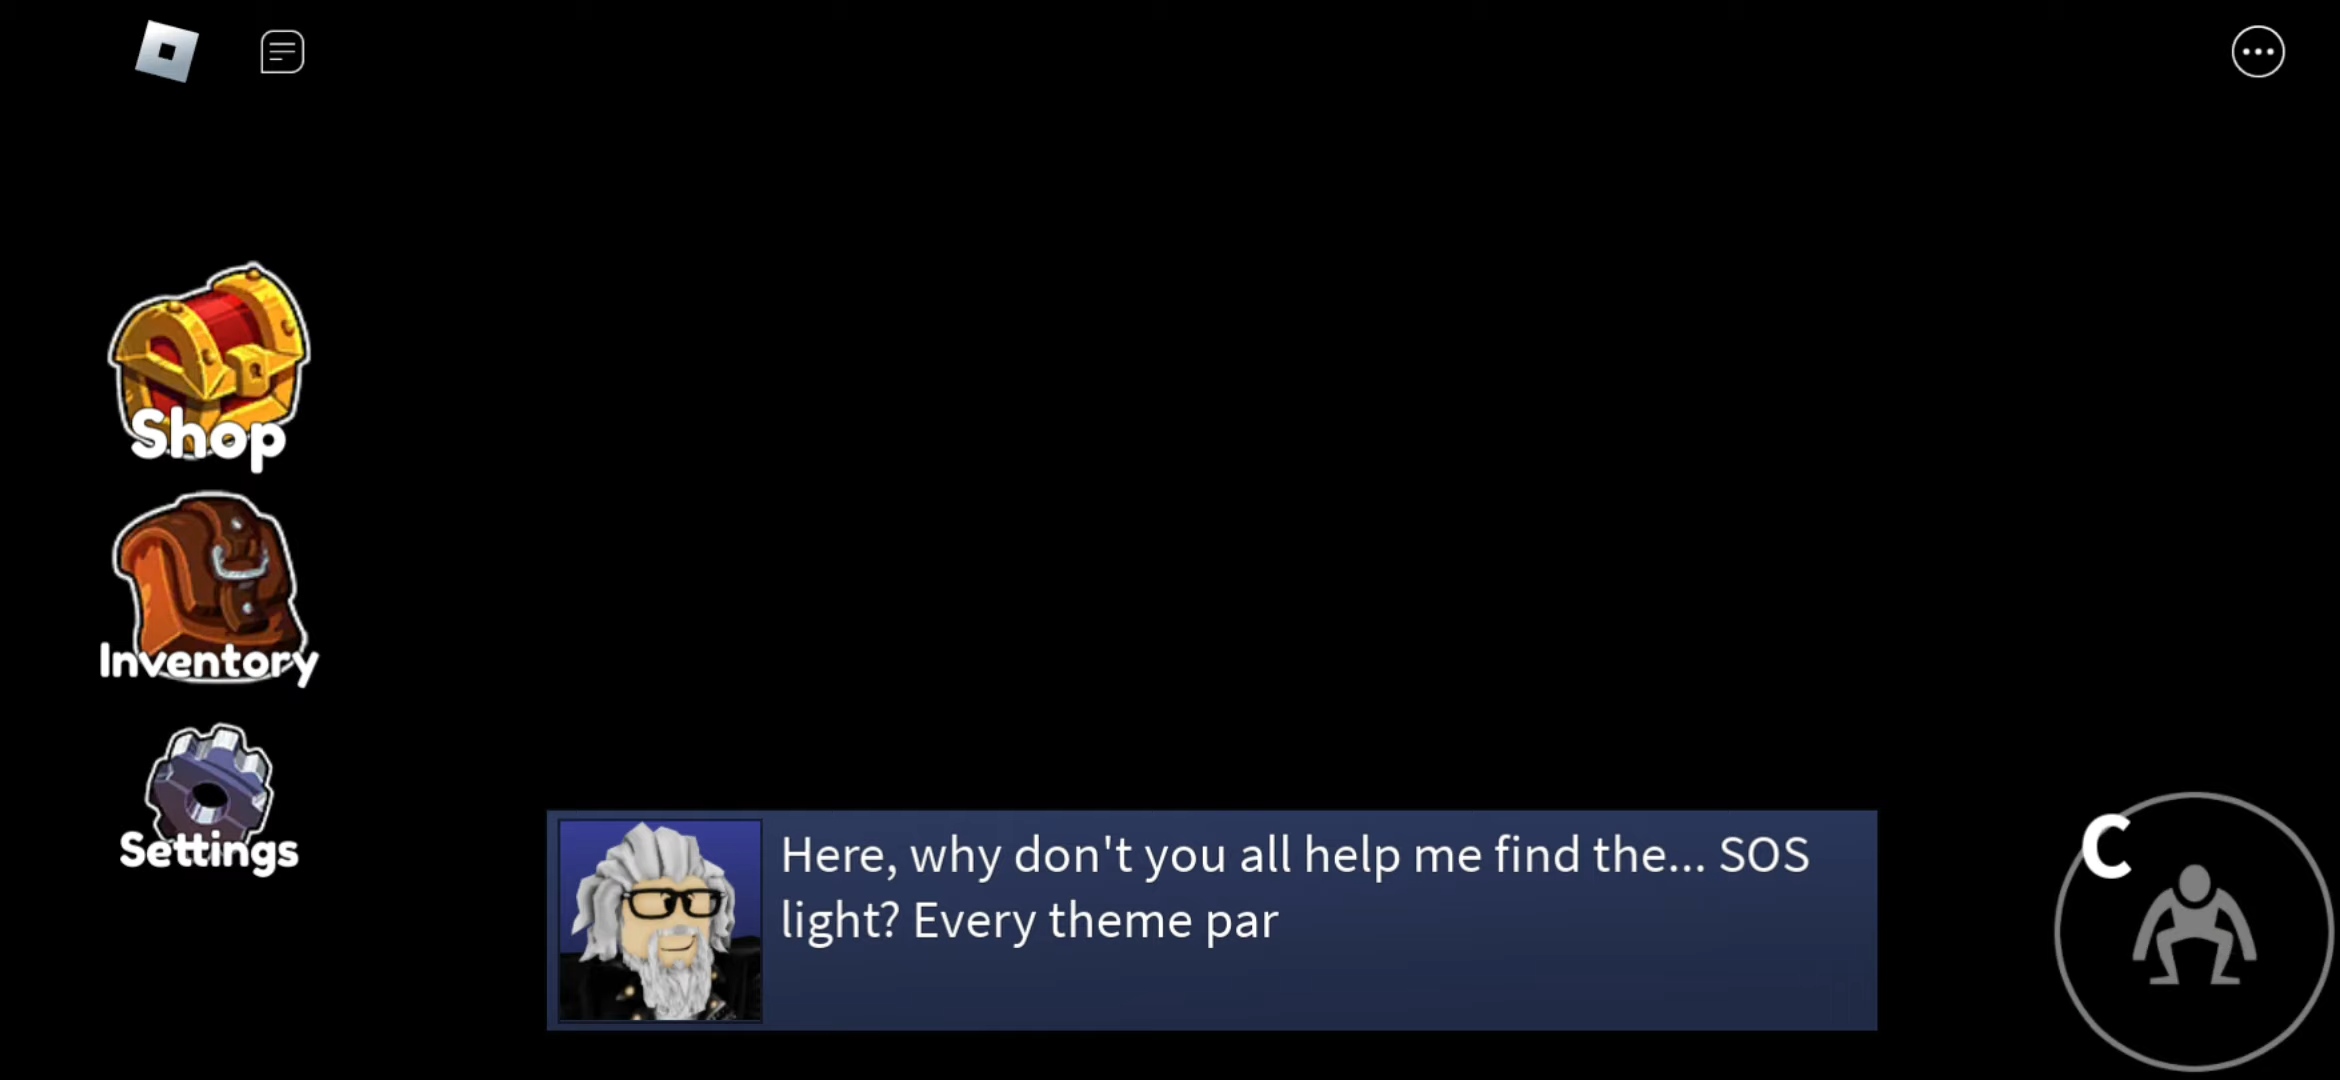 Shop
Inventory
Settings
Here, why don't you all help me find the... SOS
light? Every theme par
C